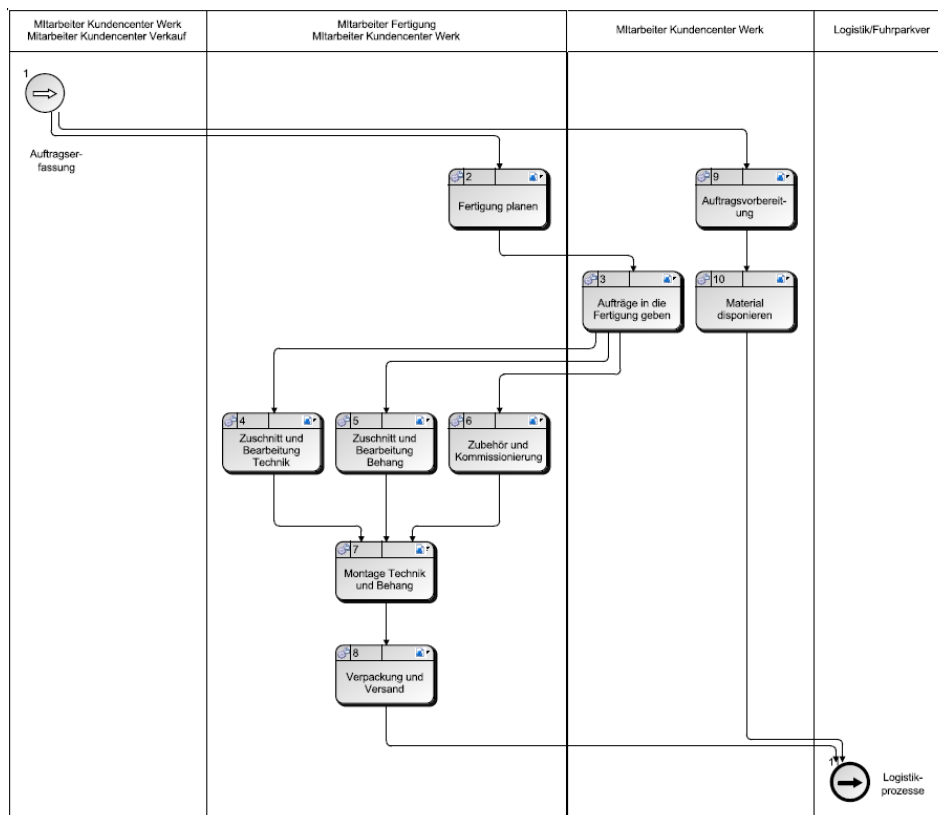 MItarbeiter Kundencenter Werk
MItarbeiter Kundencenter Verkauf
MItarbeiter Fertigung
MItarbeiter Kundencenter Werk
MItarbeiter Kundencenter Werk
Logistik/Fuhrparkver
1
Auftragser-
fassung
2
Fertigung planen
9
Auftragsvorbereit-
ung
3
Aufträge in die
Fertigung geben
10
Material
disponieren
4
Zuschnitt und
Bearbeitung
Technik
5
Zuschnitt und
Bearbeitung
Behang
6
Zubehör und
Kommissionierung
7
Montage Technik
und Behang
8
Verpackung und
Versand
1
Logistik-
prozesse